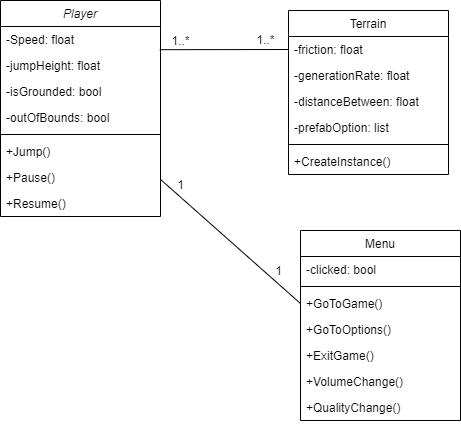 Player
-Speed: float
-jumpHeight: float
-isGrounded: bool
-outOfBounds: bool
+Jump()
+Pause()
+Resume()
1..*
1..*
Terrain
-friction: float
-generationRate: float
-distanceBetween: float
-prefabOption: list
+CreateInstance()
1
1
Menu
-clicked: bool
+GoToGame()
+GoToOptions()
+ExitGame()
+VolumeChange()
+QualityChange()